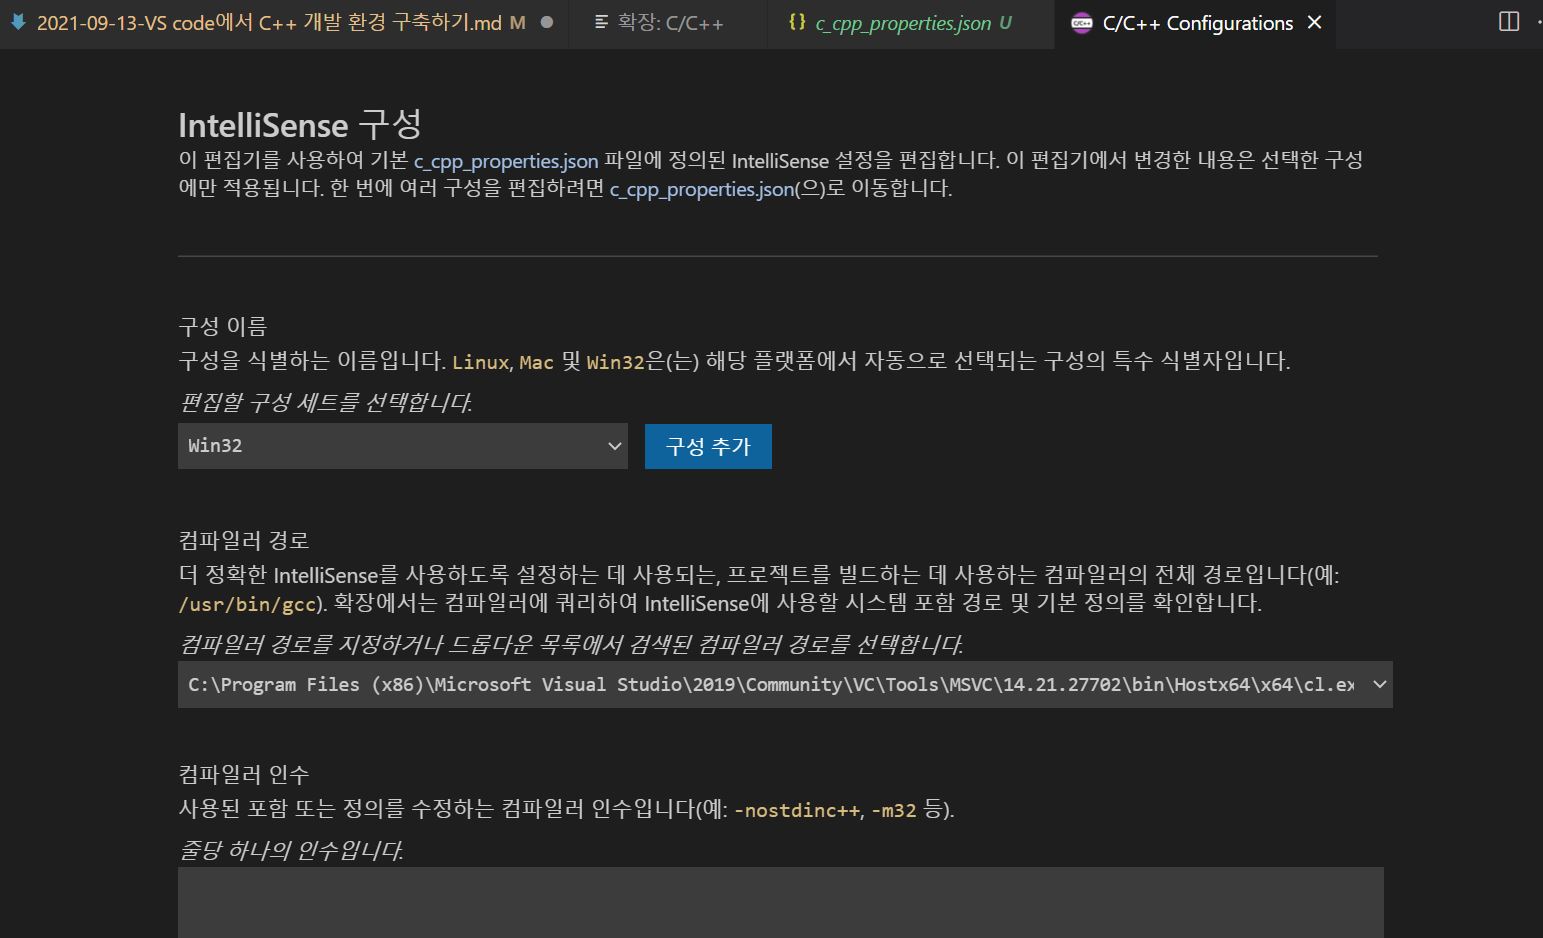 2021-09-13-VS code에서 C++ 개발 환경 구축하기.md M
확장: C/C++
{} c_cpp_properties.json U
C/C++ Configurations
IntelliSense 구성
이 편집기를 사용하여 기본 c_cpp_properties.json 파일에 정의된 IntelliSense 설정을 편집합니다. 이 편집기에서 변경한 내용은 선택한 구성
에만 적용됩니다. 한 번에 여러 구성을 편집하려면 c_cpp_properties.json(으)로 이동합니다.
구성 이름
구성을 식별하는 이름입니다. Linux, Mac 및 Win32은(는) 해당 플랫폼에서 자동으로 선택되는 구성의 특수 식별자입니다.
편집할 구성 세트를 선택합니다.
Win32
구성 추가
컴파일러 경로
더 정확한 IntelliSense를 사용하도록 설정하는 데 사용되는, 프로젝트를 빌드하는 데 사용하는 컴파일러의 전체 경로입니다(예:
/usr/bin/gcc). 확장에서는 컴파일러에 쿼리하여 IntelliSense에 사용할 시스템 포함 경로 및 기본 정의를 확인합니다.
컴파일러 경로를 지정하거나 드롭다운 목록에서 검색된 컴파일러 경로를 선택합니다.
C:\Program Files (x86)\Microsoft Visual Studio\2019\Community\VC\Tools\MSVC\14.21.27702\bin\Hostx64\x64\cl.ex
컴파일러 인수
사용된 포함 또는 정의를 수정하는 컴파일러 인수입니다(예: -nostdinc++, -m32 등).
줄당 하나의 인수입니다.